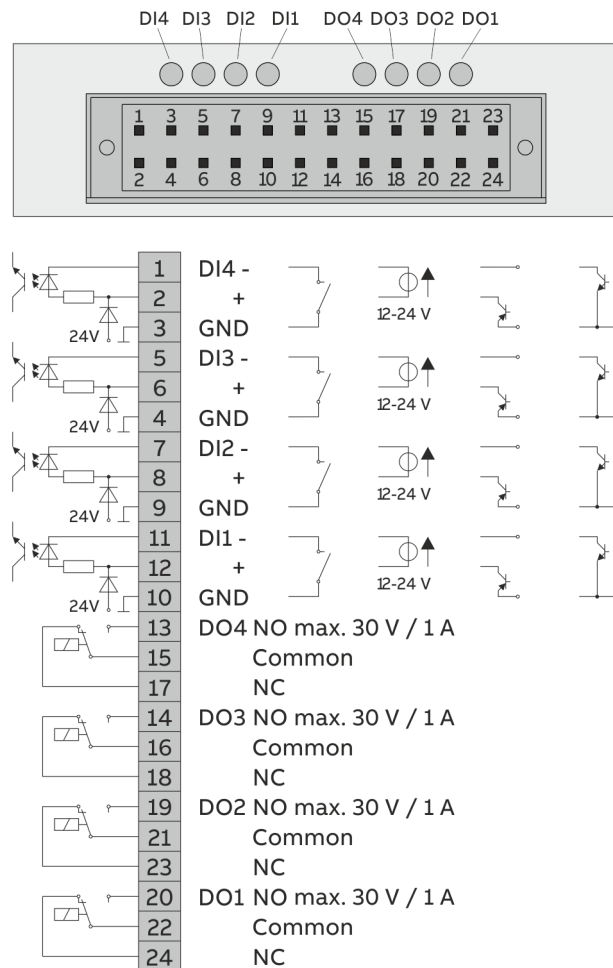 DI4 DI3 DI2 DI1 DO4 DO3 DO2 DO1
1 3 5 7 9 11 13 15 17 19 21 23
2 4 6 8 10 12 14 16 18 20 22 24
1 DI4 -
2 + 12-24 V
24V 3 GND
5 DI3 -
6 + 12-24 V
24V 4 GND
7 DI2 -
8 + 12-24 V
24V 9 GND
11 DI1 -
12 + 12-24 V
24V 10 GND
13 DO4 NO max. 30 V / 1 A
15 Common
17 NC
14 DO3 NO max. 30 V / 1 A
16 Common
18 NC
19 DO2 NO max. 30 V / 1 A
21 Common
23 NC
20 DO1 NO max. 30 V / 1 A
22 Common
24 NC